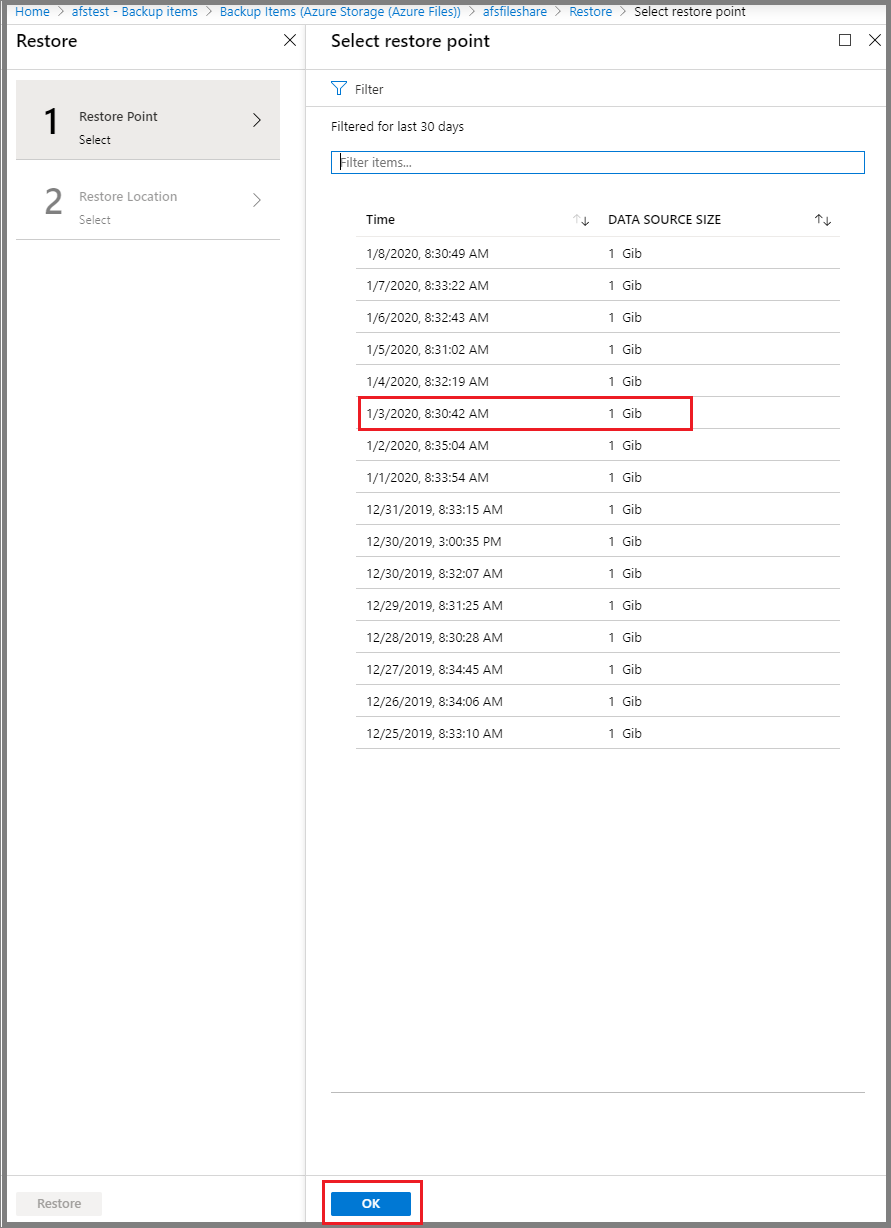 Home > afstest - Backup items > Backup Items (Azure Storage (Azure Files)) > afsfileshare > Restore > Select restore point
Restore
1 Restore Point
Select
2 Restore Location
Select
Restore
Select restore point
Filter
Filtered for last 30 days
Filter items...
Time DATA SOURCE SIZE
1/8/2020, 8:30:49 AM 1 Gib
1/7/2020, 8:33:22 AM 1 Gib
1/6/2020, 8:32:43 AM 1 Gib
1/5/2020, 8:31:02 AM 1 Gib
1/4/2020, 8:32:19 AM 1 Gib
1/3/2020, 8:30:42 AM 1 Gib
1/2/2020, 8:35:04 AM 1 Gib
1/1/2020, 8:33:54 AM 1 Gib
12/31/2019, 8:33:15 AM 1 Gib
12/30/2019, 3:00:35 PM 1 Gib
12/30/2019, 8:32:07 AM 1 Gib
12/29/2019, 8:31:25 AM 1 Gib
12/28/2019, 8:30:28 AM 1 Gib
12/27/2019, 8:34:45 AM 1 Gib
12/26/2019, 8:34:06 AM 1 Gib
12/25/2019, 8:33:10 AM 1 Gib
OK